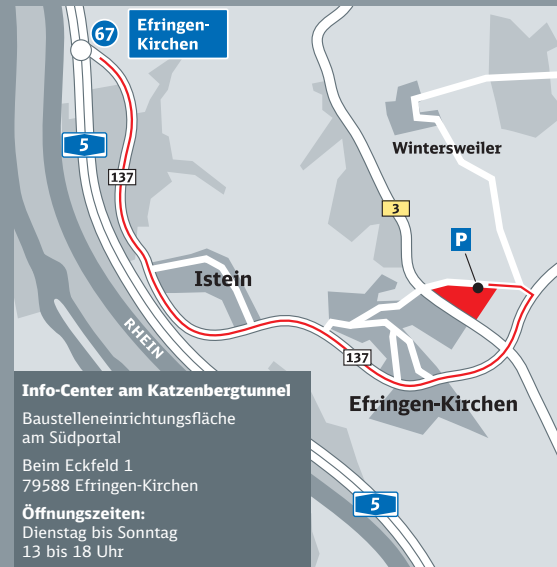 67
Efringen-
Kirchen
5
137
Wintersweiler
3
P
Istein
RHEIN
137
Efringen-Kirchen
5
Info-Center am Katzenbergtunnel
Baustelleneinrichtungsfläche
am Südportal
Beim Eckfeld 1
79588 Efringen-Kirchen
Öffnungszeiten:
Dienstag bis Sonntag
13 bis 18 Uhr